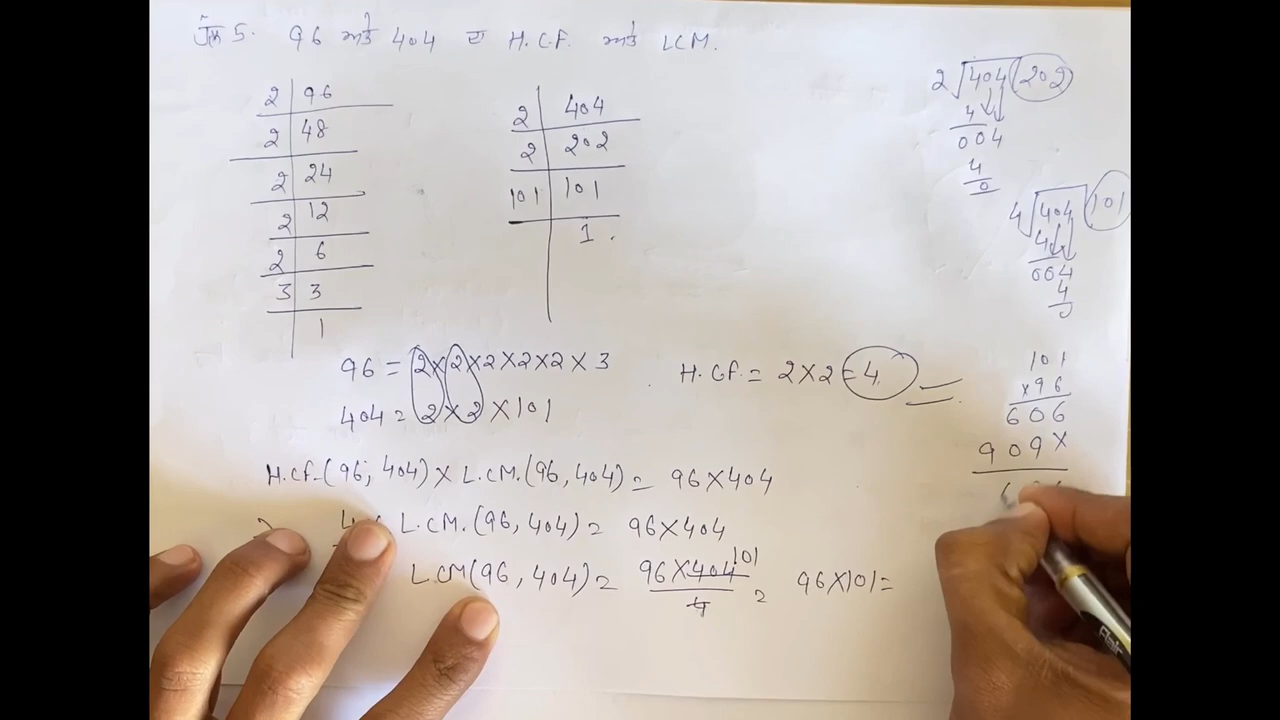 5. 96 ਅਤੇ 404 ਦਾ H.C.F. ਅਤੇ LCM.
2 | 96
2 | 48
2 | 24
2 | 12
2 | 6
3 | 3
1
2 | 404
2 | 202
101 | 101
1.
2 √404 (202
4
004
4
0
4 √404 (101
4
004
4
0
96 = 2×2×2×2×2×3
404 = 2×2×101
H.C.F. = 2×2=4
H.C.F.(96, 404) × L.C.M.(96, 404) = 96×404
L.C.M.(96, 404) = 96×404
LCM(96, 404) = 96×404 101 / 4 = 96×101 =
101
×96
606
909×
Amir